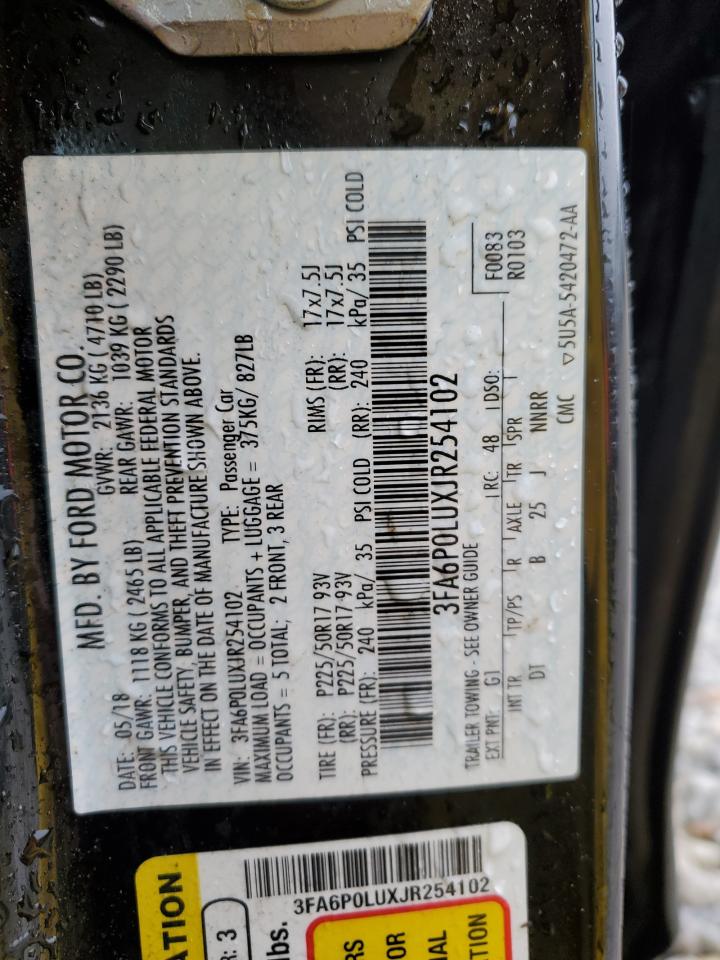 MFD. BY FORD MOTOR CO.
DATE: 05/18 GVWR: 2136 KG ( 4710 LB)
FRONT GAWR: 1118 KG ( 2465 LB) REAR GAWR: 1039 KG ( 2290 LB)
THIS VEHICLE CONFORMS TO ALL APPLICABLE FEDERAL MOTOR
VEHICLE SAFETY, BUMPER, AND THEFT PREVENTION STANDARDS
IN EFFECT ON THE DATE OF MANUFACTURE SHOWN ABOVE.
VIN: 3FA6P0LUXJR254102 TYPE: Passenger Car
MAXIMUM LOAD = OCCUPANTS + LUGGAGE = 375KG/ 827LB
OCCUPANTS = 5 TOTAL; 2 FRONT, 3 REAR
TIRE (FR): P225/50R17 93V RIMS (FR): 17x7.5J
(RR): P225/50R17 93V (RR): 17x7.5J
PRESSURE (FR): 240 kPa/ 35 PSI COLD (RR): 240 kPa/ 35 PSI COLD
3FA6P0LUXJR254102
TRAILER TOWING - SEE OWNER GUIDE
F0083
R0103
EXT PNT: G1 RC: 48 DSO:
INT TR TP/PS R AXLE TR SPR
DT B 25 J NNRR
CMC ▽5U5A-5420472-AA
ATION
R: 3
lbs.
3FA6P0LUXJR254102
RS
OR
IAL
TION